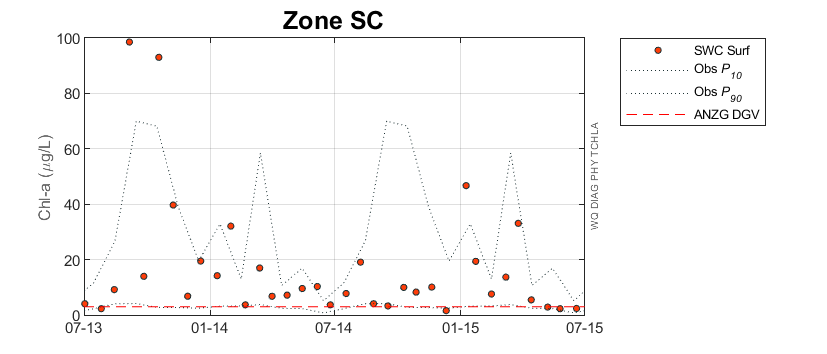 Zone SC
100
80
60
40
20
0
Chl-a (μg/L)
07-13
01-14
07-14
01-15
07-15
WQ DIAG PHY TCHLA
SWC Surf
Obs P10
Obs P90
ANZG DGV